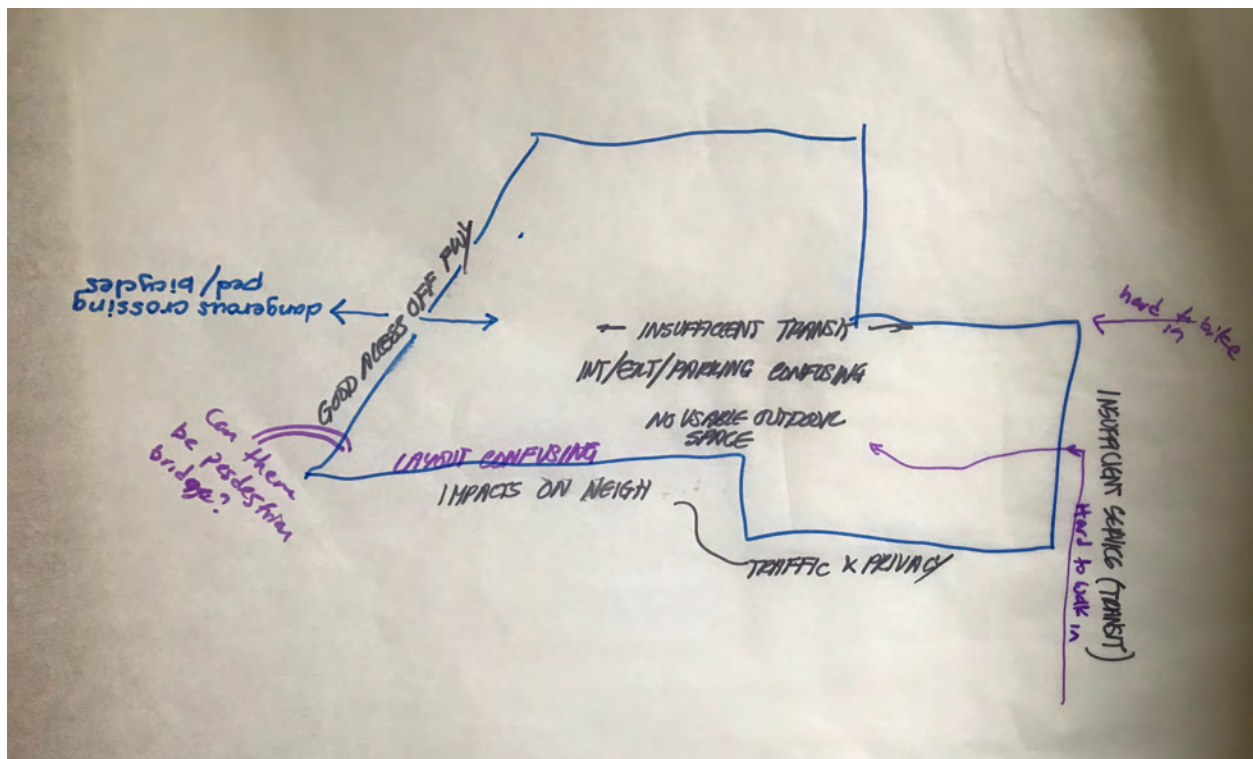 dangerous crossing
ped/bicycles
GOOD ACCESS OFF PWY
← INSUFFICIENT TRANSIT →
INT/EXT/PARKING CONFUSING
NO USABLE OUTDOOR
SPACE
hard to bike
in
Can there
be pesdestrian
bridge?
LAYOUT CONFUSING
IMPACTS ON NEIGH
TRAFFIC & PRIVACY
INSUFFICIENT SERVICE (TRANSIT)
Hard to walk in